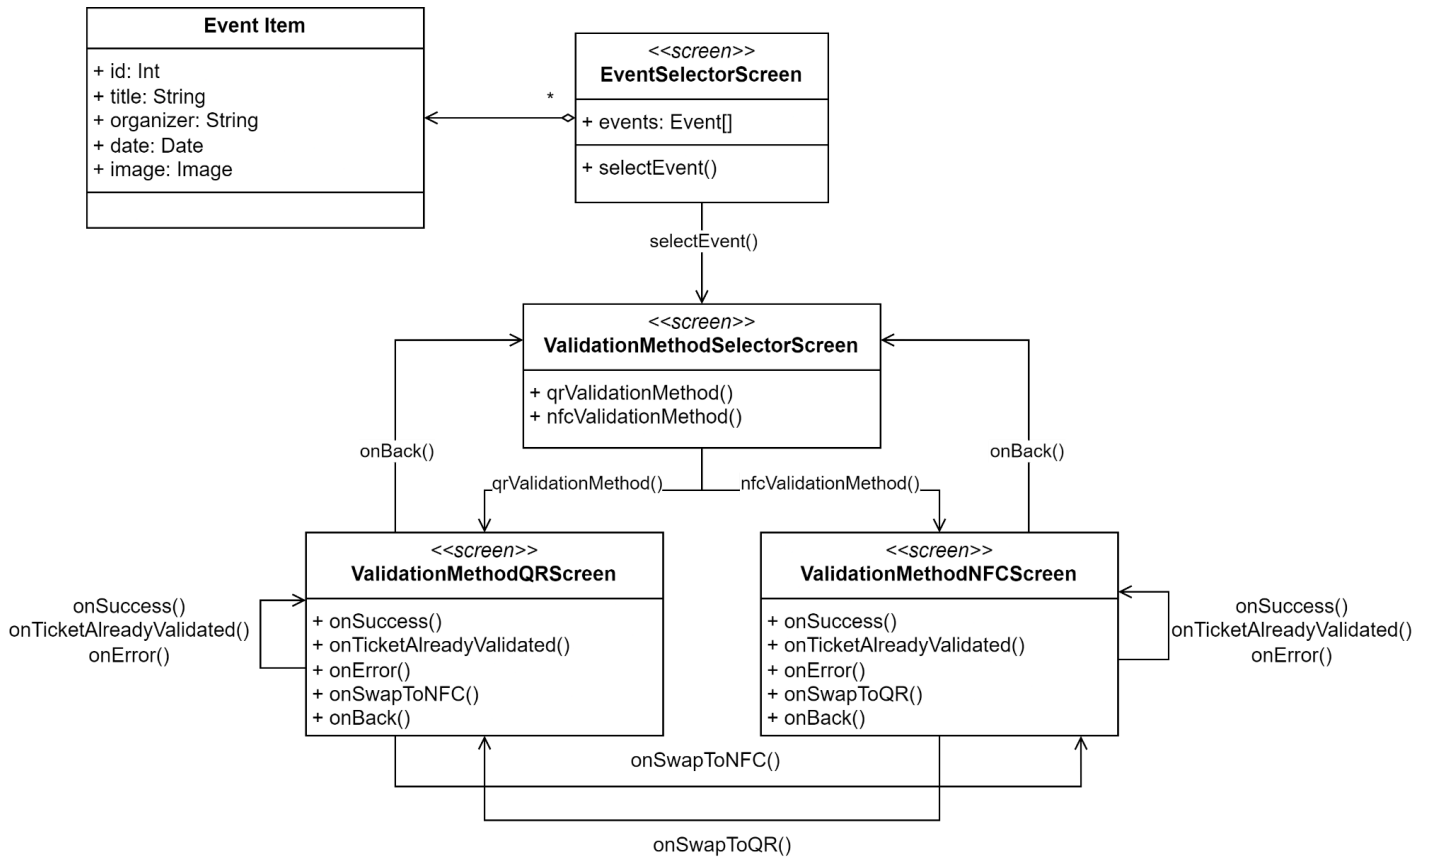 Event Item
+ id: Int
+ title: String
+ organizer: String
+ date: Date
+ image: Image
*
<<screen>>
EventSelectorScreen
+ events: Event[]
+ selectEvent()
selectEvent()
<<screen>>
ValidationMethodSelectorScreen
+ qrValidationMethod()
+ nfcValidationMethod()
onBack()
onBack()
qrValidationMethod()
nfcValidationMethod()
<<screen>>
ValidationMethodQRScreen
+ onSuccess()
+ onTicketAlreadyValidated()
+ onError()
+ onSwapToNFC()
+ onBack()
onSuccess()
onTicketAlreadyValidated()
onError()
<<screen>>
ValidationMethodNFCScreen
+ onSuccess()
+ onTicketAlreadyValidated()
+ onError()
+ onSwapToQR()
+ onBack()
onSuccess()
onTicketAlreadyValidated()
onError()
onSwapToNFC()
onSwapToQR()